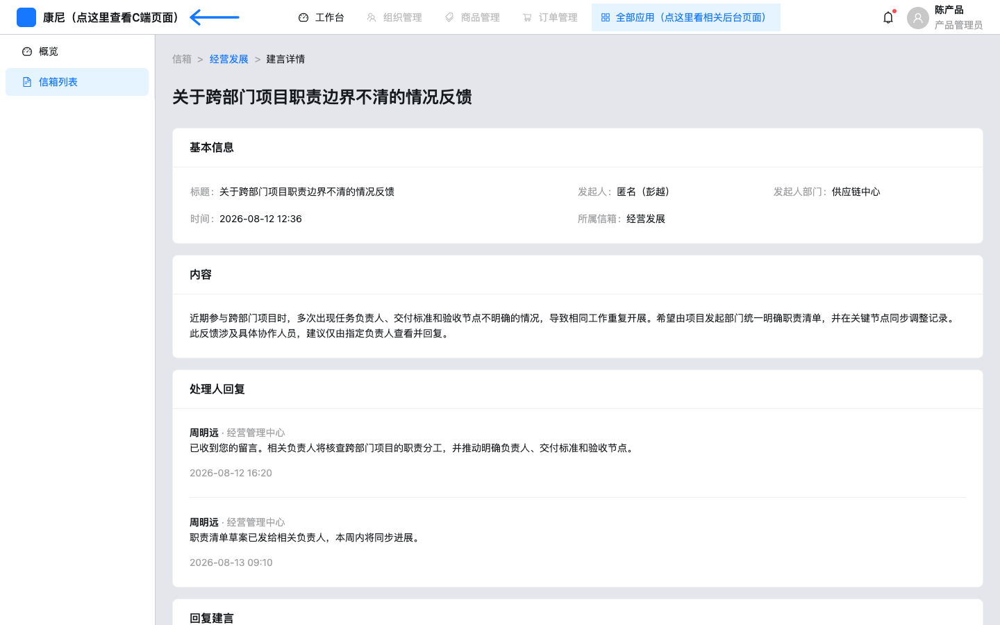 康尼（点这里查看C端页面）
工作台
组织管理
商品管理
订单管理
全部应用（点这里看相关后台页面）
陈产品
产品管理员
概览
信箱列表
信箱 > 经营发展 > 建言详情
关于跨部门项目职责边界不清的情况反馈
基本信息
标题： 关于跨部门项目职责边界不清的情况反馈
发起人： 匿名（彭越）
发起人部门： 供应链中心
时间： 2026-08-12 12:36
所属信箱： 经营发展
内容
近期参与跨部门项目时，多次出现任务负责人、交付标准和验收节点不明确的情况，导致相同工作重复开展。希望由项目发起部门统一明确职责清单，并在关键节点同步调整记录。
此反馈涉及具体协作人员，建议仅由指定负责人查看并回复。
处理人回复
周明远 · 经营管理中心
已收到您的留言。相关负责人将核查跨部门项目的职责分工，并推动明确负责人、交付标准和验收节点。
2026-08-12 16:20
周明远 · 经营管理中心
职责清单草案已发给相关负责人，本周内将同步进展。
2026-08-13 09:10
回复建言